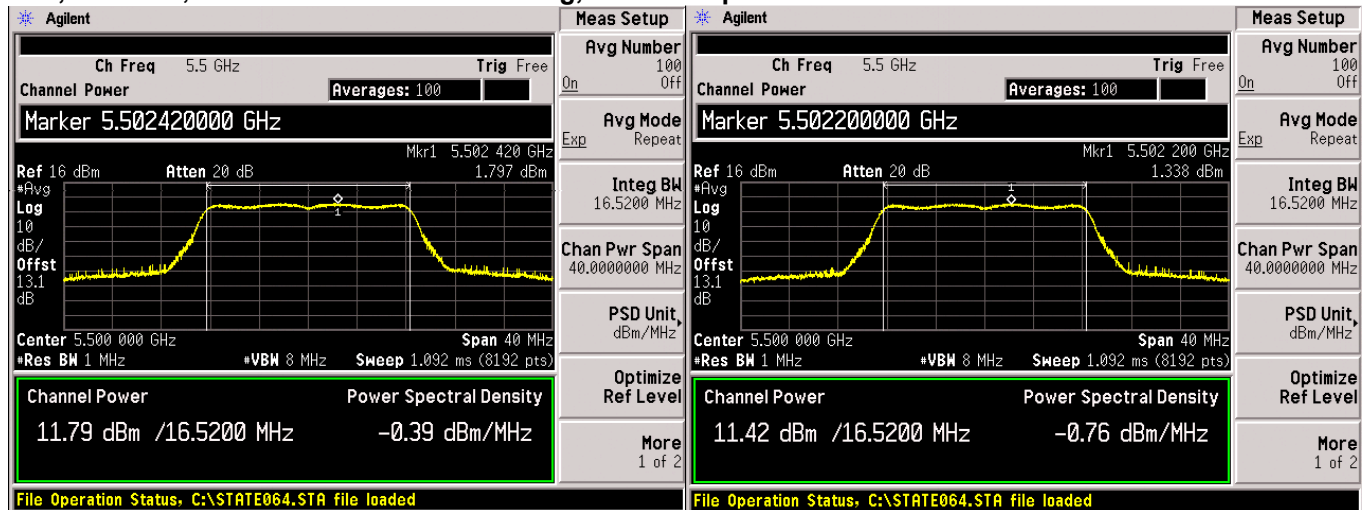 Agilent
Meas Setup
Ch Freq 5.5 GHz Trig Free
Channel Power Averages: 100
Marker 5.502420000 GHz
Mkr1 5.502 420 GHz
Ref 16 dBm Atten 20 dB 1.797 dBm
#Avg
Log
10
dB/
Offst
13.1
dB
1
Center 5.500 000 GHz Span 40 MHz
#Res BW 1 MHz #VBW 8 MHz Sweep 1.092 ms (8192 pts)
Channel Power Power Spectral Density
11.79 dBm /16.5200 MHz -0.39 dBm/MHz
File Operation Status, C:\STATE064.STA file loaded
Avg Number
100
On Off
Avg Mode
Exp Repeat
Integ BW
16.5200 MHz
Chan Pwr Span
40.0000000 MHz
PSD Unit
dBm/MHz
Optimize
Ref Level
More
1 of 2
Agilent
Meas Setup
Ch Freq 5.5 GHz Trig Free
Channel Power Averages: 100
Marker 5.502200000 GHz
Mkr1 5.502 200 GHz
Ref 16 dBm Atten 20 dB 1.338 dBm
#Avg
Log
10
dB/
Offst
13.1
dB
1
Center 5.500 000 GHz Span 40 MHz
#Res BW 1 MHz #VBW 8 MHz Sweep 1.092 ms (8192 pts)
Channel Power Power Spectral Density
11.42 dBm /16.5200 MHz -0.76 dBm/MHz
File Operation Status, C:\STATE064.STA file loaded
Avg Number
100
On Off
Avg Mode
Exp Repeat
Integ BW
16.5200 MHz
Chan Pwr Span
40.0000000 MHz
PSD Unit
dBm/MHz
Optimize
Ref Level
More
1 of 2